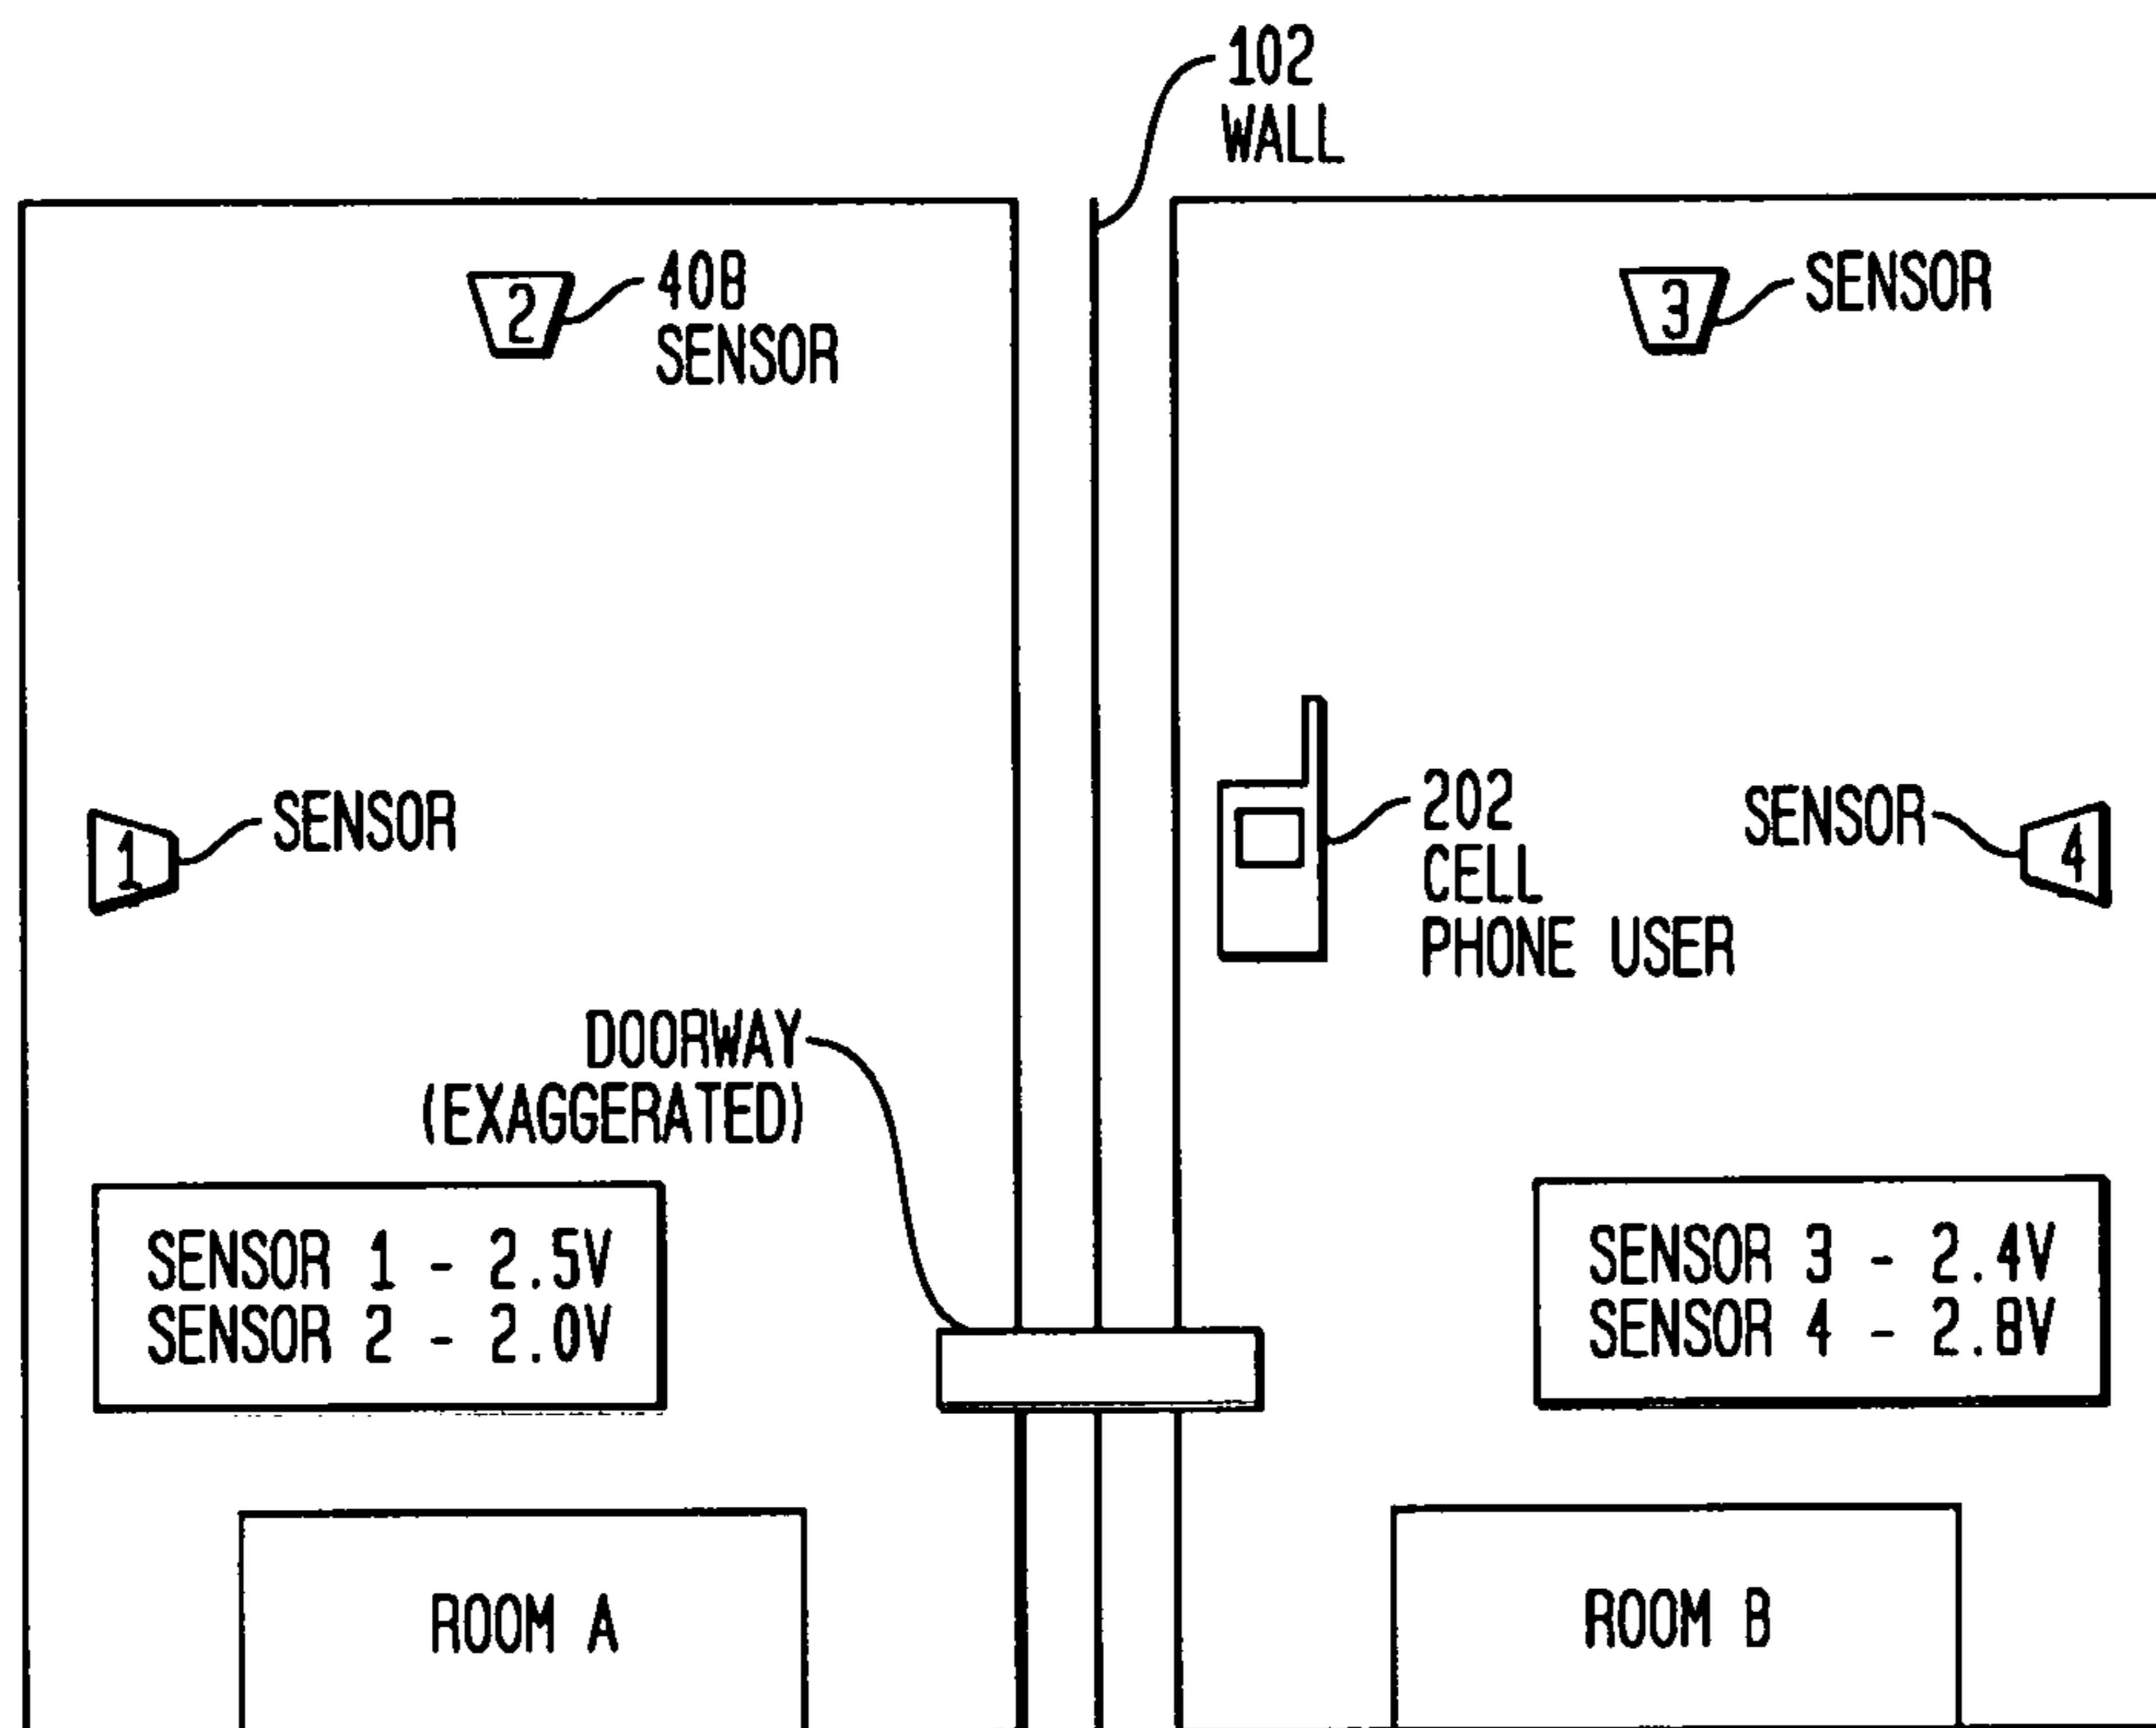 102
WALL
2
408
SENSOR
3
SENSOR
1
SENSOR
202
CELL
PHONE USER
SENSOR
4
DOORWAY
(EXAGGERATED)
SENSOR 1 - 2.5V
SENSOR 2 - 2.0V
SENSOR 3 - 2.4V
SENSOR 4 - 2.8V
ROOM A
ROOM B